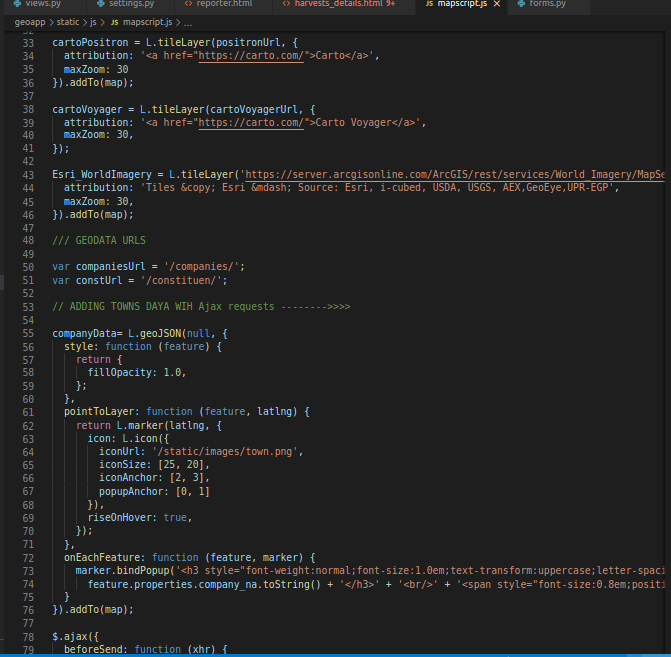 views.py settings.py reporter.html harvests_details.html 9+ mapscript.js forms.py
geoapp > static > js > mapscript.js > ...
33 cartoPositron = L.tileLayer(positronUrl, {
34 attribution: '<a href="https://carto.com/">Carto</a>',
35 maxZoom: 30
36 }).addTo(map);
37
38 cartoVoyager = L.tileLayer(cartoVoyagerUrl, {
39 attribution: '<a href="https://carto.com/">Carto Voyager</a>',
40 maxZoom: 30,
41 });
42
43 Esri_WorldImagery = L.tileLayer('https://server.arcgisonline.com/ArcGIS/rest/services/World_Imagery/MapSe
44 attribution: 'Tiles &copy; Esri &mdash; Source: Esri, i-cubed, USDA, USGS, AEX,GeoEye,UPR-EGP',
45 maxZoom: 30,
46 }).addTo(map);
47
48 /// GEODATA URLS
49
50 var companiesUrl = '/companies/';
51 var constUrl = '/constituen/';
52
53 // ADDING TOWNS DAYA WIH Ajax requests -------->>>>
54
55 companyData= L.geoJSON(null, {
56 style: function (feature) {
57 return {
58 fillOpacity: 1.0,
59 };
60 },
61 pointToLayer: function (feature, latlng) {
62 return L.marker(latlng, {
63 icon: L.icon({
64 iconUrl: '/static/images/town.png',
65 iconSize: [25, 20],
66 iconAnchor: [2, 3],
67 popupAnchor: [0, 1]
68 }),
69 riseOnHover: true,
70 });
71 },
72 onEachFeature: function (feature, marker) {
73 marker.bindPopup('<h3 style="font-weight:normal;font-size:1.0em;text-transform:uppercase;letter-spaci
74 feature.properties.company_na.toString() + '</h3>' + '<br/>' + '<span style="font-size:0.8em;positi
75 }
76 }).addTo(map);
77
78 $.ajax({
79 beforeSend: function (xhr) {